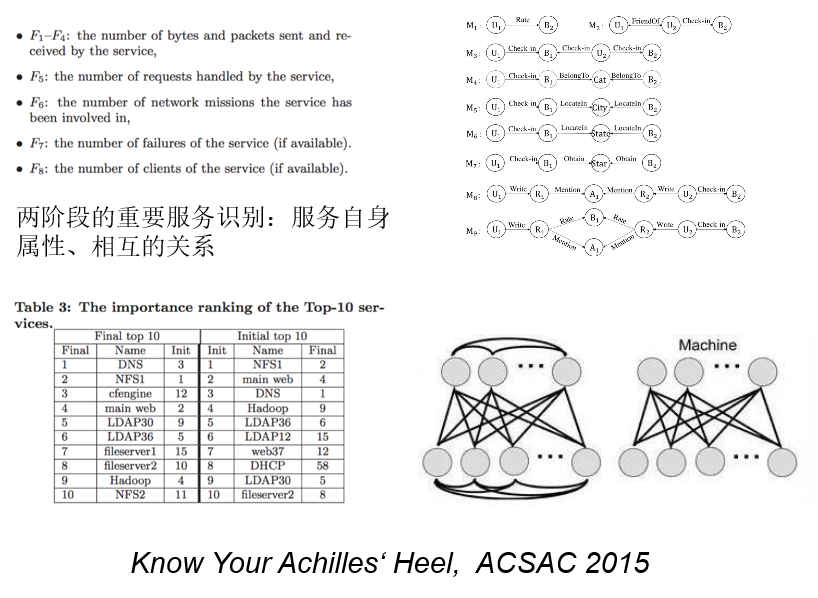 • F₁–F₄: the number of bytes and packets sent and re-
ceived by the service,
• F₅: the number of requests handled by the service,
• F₆: the number of network missions the service has
been involved in,
• F₇: the number of failures of the service (if available).
• F₈: the number of clients of the service (if available).
两阶段的重要服务识别：服务自身
属性、相互的关系
M₁: U₁ Rate B₂ M₂: U₁ FriendOf U₂ Check-in B₂
M₃: U₁ Check-in B₁ Check-in U₂ Check-in B₂
M₄: U₁ Check-in B₁ BelongTo Cat BelongTo B₂
M₅: U₁ Check-in B₁ LocateIn City LocateIn B₂
M₆: U₁ Check-in B₁ LocateIn State LocateIn B₂
M₇: U₁ Check-in B₁ Obtain Star Obtain B₂
M₈: U₁ Write R₁ Mention A₁ Mention R₂ Write U₂ Check-in B₂
M₉: U₁ Write R₁ Rate B₁ Rate Mention A₁ Mention R₂ Write U₂ Check-in B₂
Table 3: The importance ranking of the Top-10 ser-
vices.
Final top 10 Initial top 10
Final Name Init Init Name Final
1 DNS 3 1 NFS1 2
2 NFS1 1 2 main web 4
3 cfengine 12 3 DNS 1
4 main web 2 4 Hadoop 9
5 LDAP30 9 5 LDAP36 6
6 LDAP36 5 6 LDAP12 15
7 fileserver1 15 7 web37 12
8 fileserver2 10 8 DHCP 58
9 Hadoop 4 9 LDAP30 5
10 NFS2 11 10 fileserver2 8
Machine
Know Your Achilles‘ Heel, ACSAC 2015